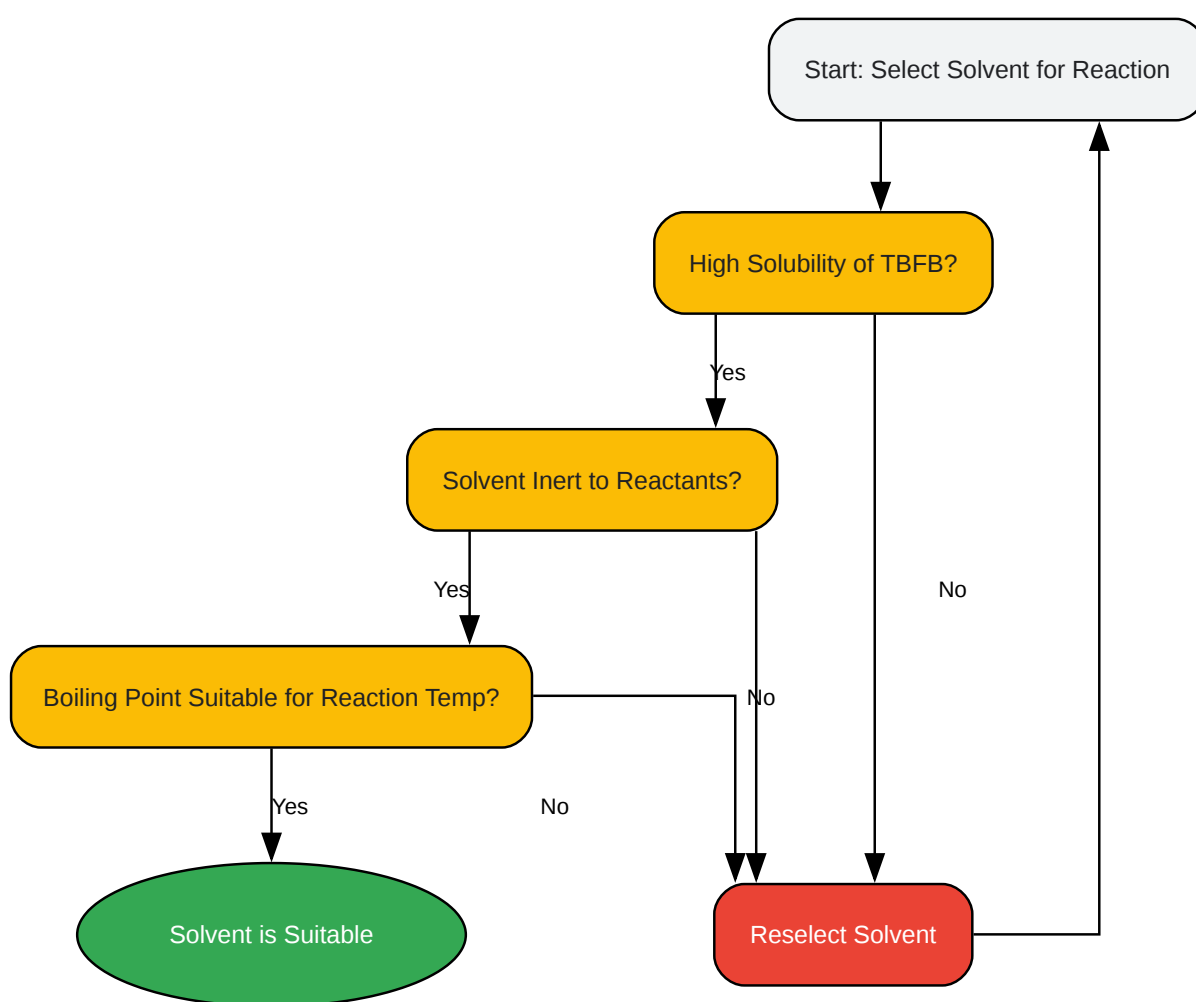 Start: Select Solvent for Reaction
High Solubility of TBFB?
Yes
Solvent Inert to Reactants?
Yes
No
Boiling Point Suitable for Reaction Temp?
No
Yes
No
Solvent is Suitable
Reselect Solvent